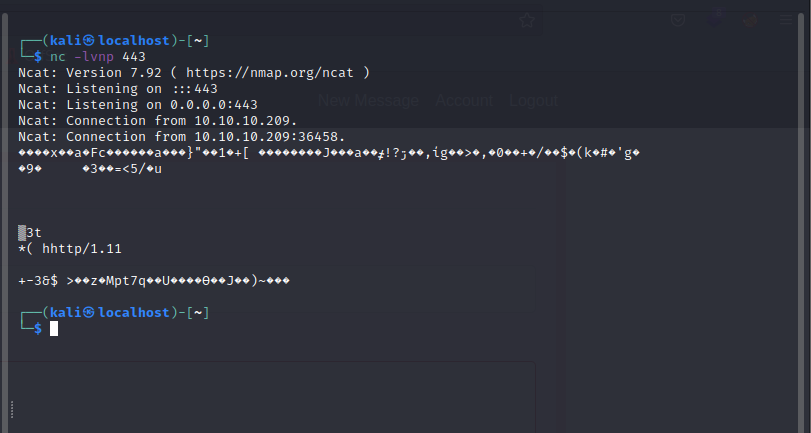 ┌──(kali㉿localhost)-[~]
└─$ nc -lvnp 443
Ncat: Version 7.92 ( https://nmap.org/ncat )
Ncat: Listening on :::443
Ncat: Listening on 0.0.0.0:443
New Message Account Logout
Ncat: Connection from 10.10.10.209.
Ncat: Connection from 10.10.10.209:36458.
����x��a�Fc������a���}"��1�+[ ���������J���a��
�9� �3��=<5/�u
3t
*( hhttp/1.11
+-3&$ >��z�Mpt7q��U����Θ��J��)~���
┌──(kali㉿localhost)-[~]
└─$